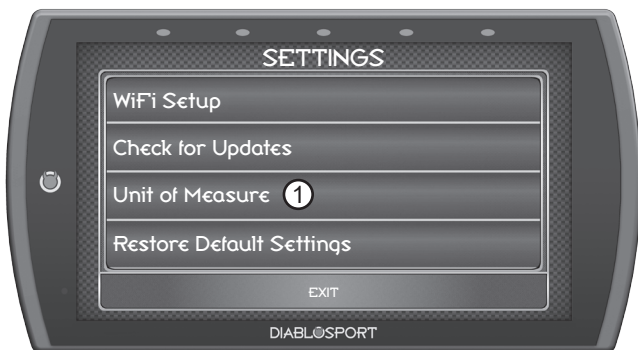 SETTINGS
WiFi Setup
Check for Updates
Unit of Measure 1
Restore Default Settings
EXIT
DIABLOSPORT